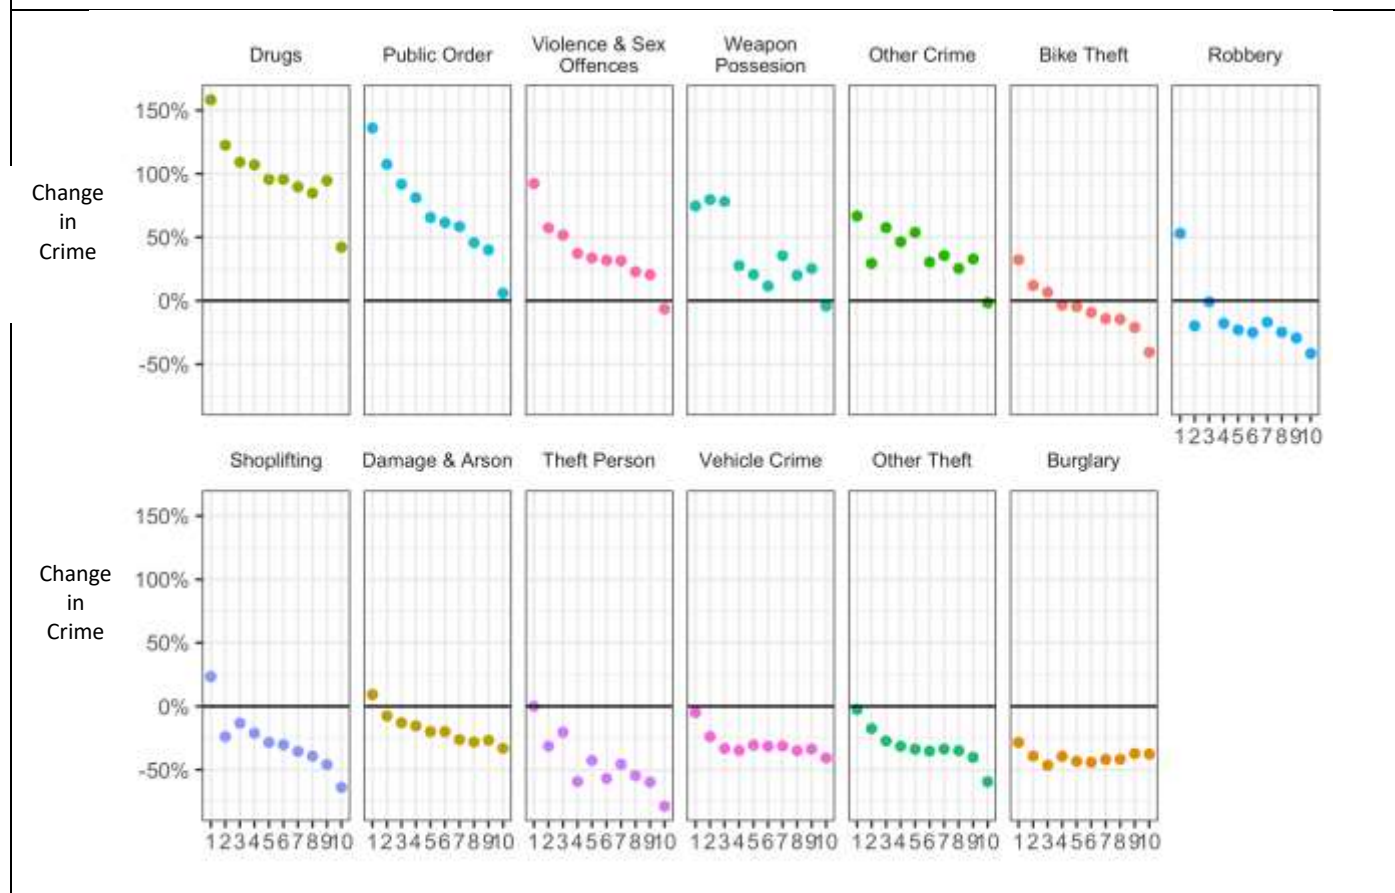 Drugs
Public Order
Violence & Sex
Offences
Weapon
Possesion
Other Crime
Bike Theft
Robbery
150%
100%
50%
0%
-50%
Change
in
Crime
12345678910
Shoplifting
Damage & Arson
Theft Person
Vehicle Crime
Other Theft
Burglary
150%
100%
50%
0%
-50%
Change
in
Crime
12345678910
12345678910
12345678910
12345678910
12345678910
12345678910